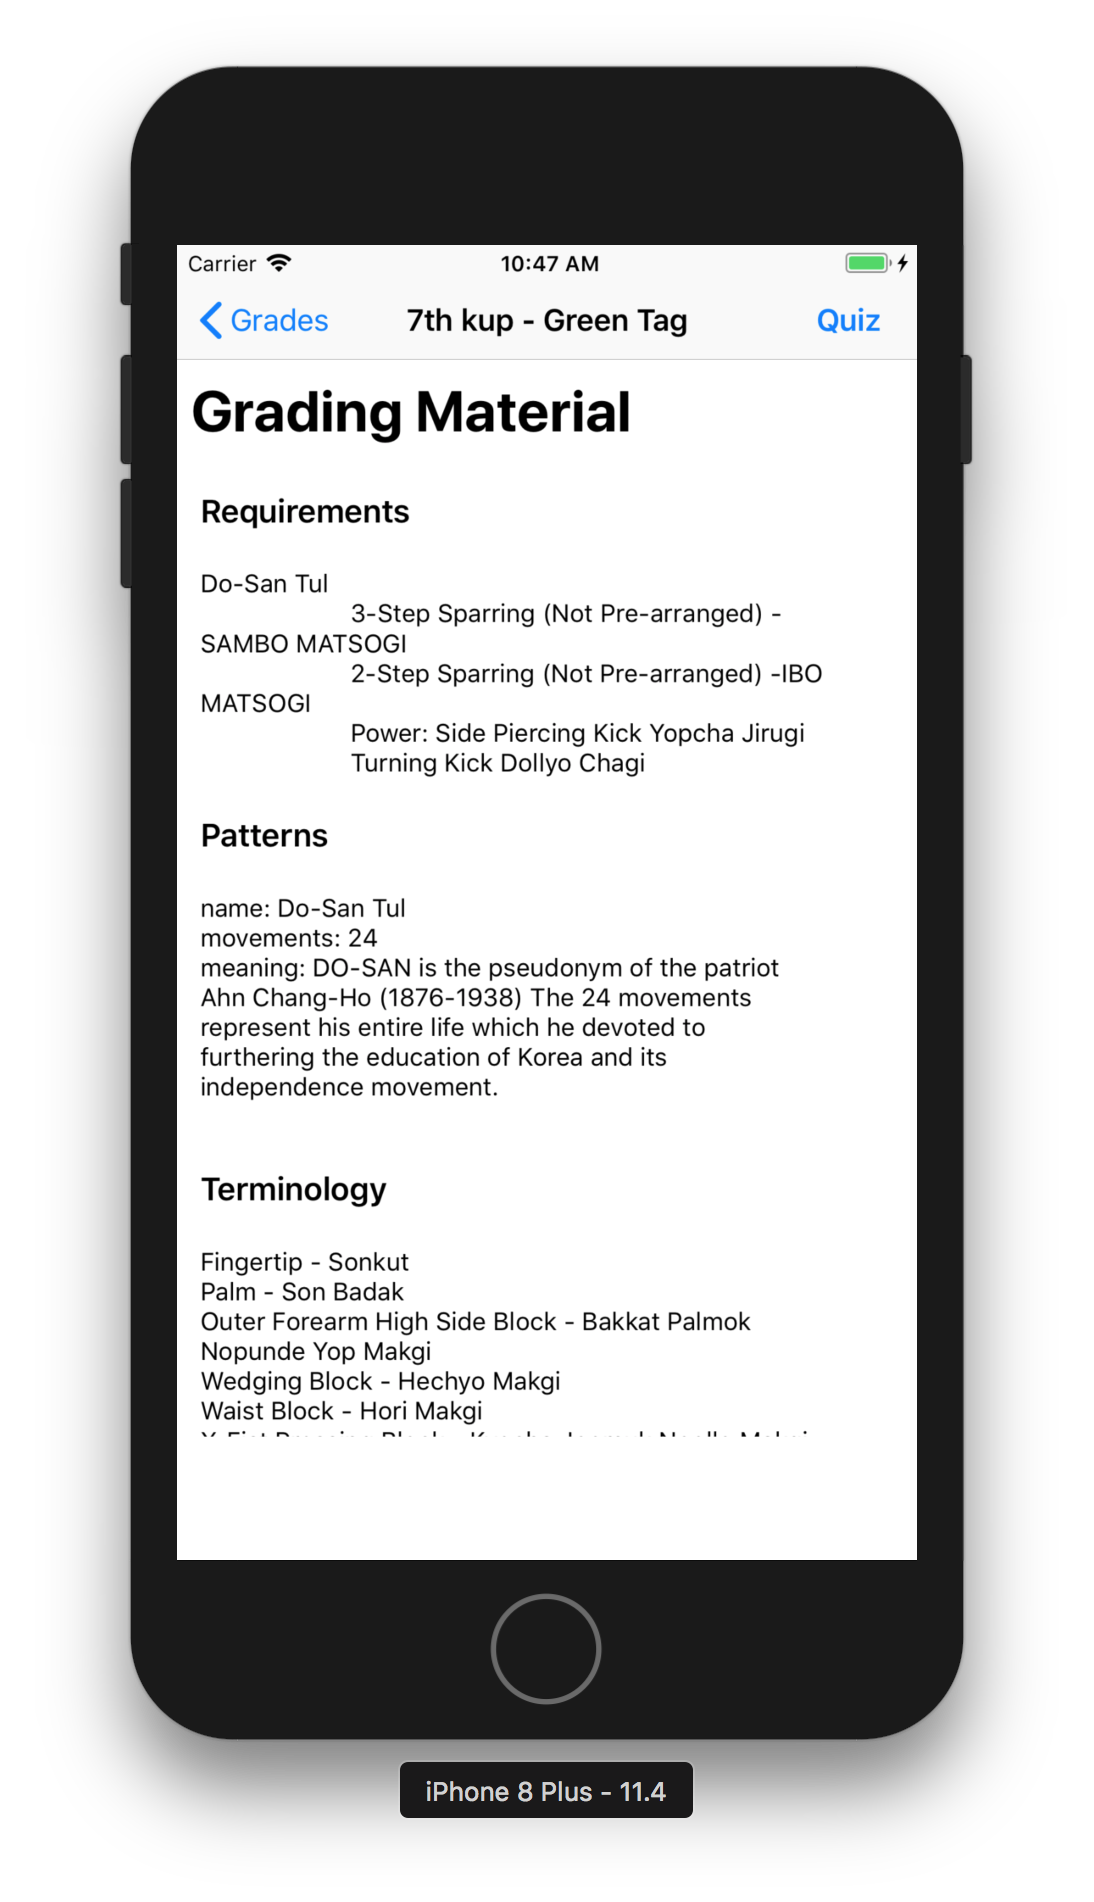 Carrier 10:47 AM
Grades 7th kup - Green Tag Quiz
Grading Material
Requirements
Do-San Tul
3-Step Sparring (Not Pre-arranged) -
SAMBO MATSOGI
2-Step Sparring (Not Pre-arranged) -IBO
MATSOGI
Power: Side Piercing Kick Yopcha Jirugi
Turning Kick Dollyo Chagi
Patterns
name: Do-San Tul
movements: 24
meaning: DO-SAN is the pseudonym of the patriot
Ahn Chang-Ho (1876-1938) The 24 movements
represent his entire life which he devoted to
furthering the education of Korea and its
independence movement.
Terminology
Fingertip - Sonkut
Palm - Son Badak
Outer Forearm High Side Block - Bakkat Palmok
Nopunde Yop Makgi
Wedging Block - Hechyo Makgi
Waist Block - Hori Makgi
iPhone 8 Plus - 11.4